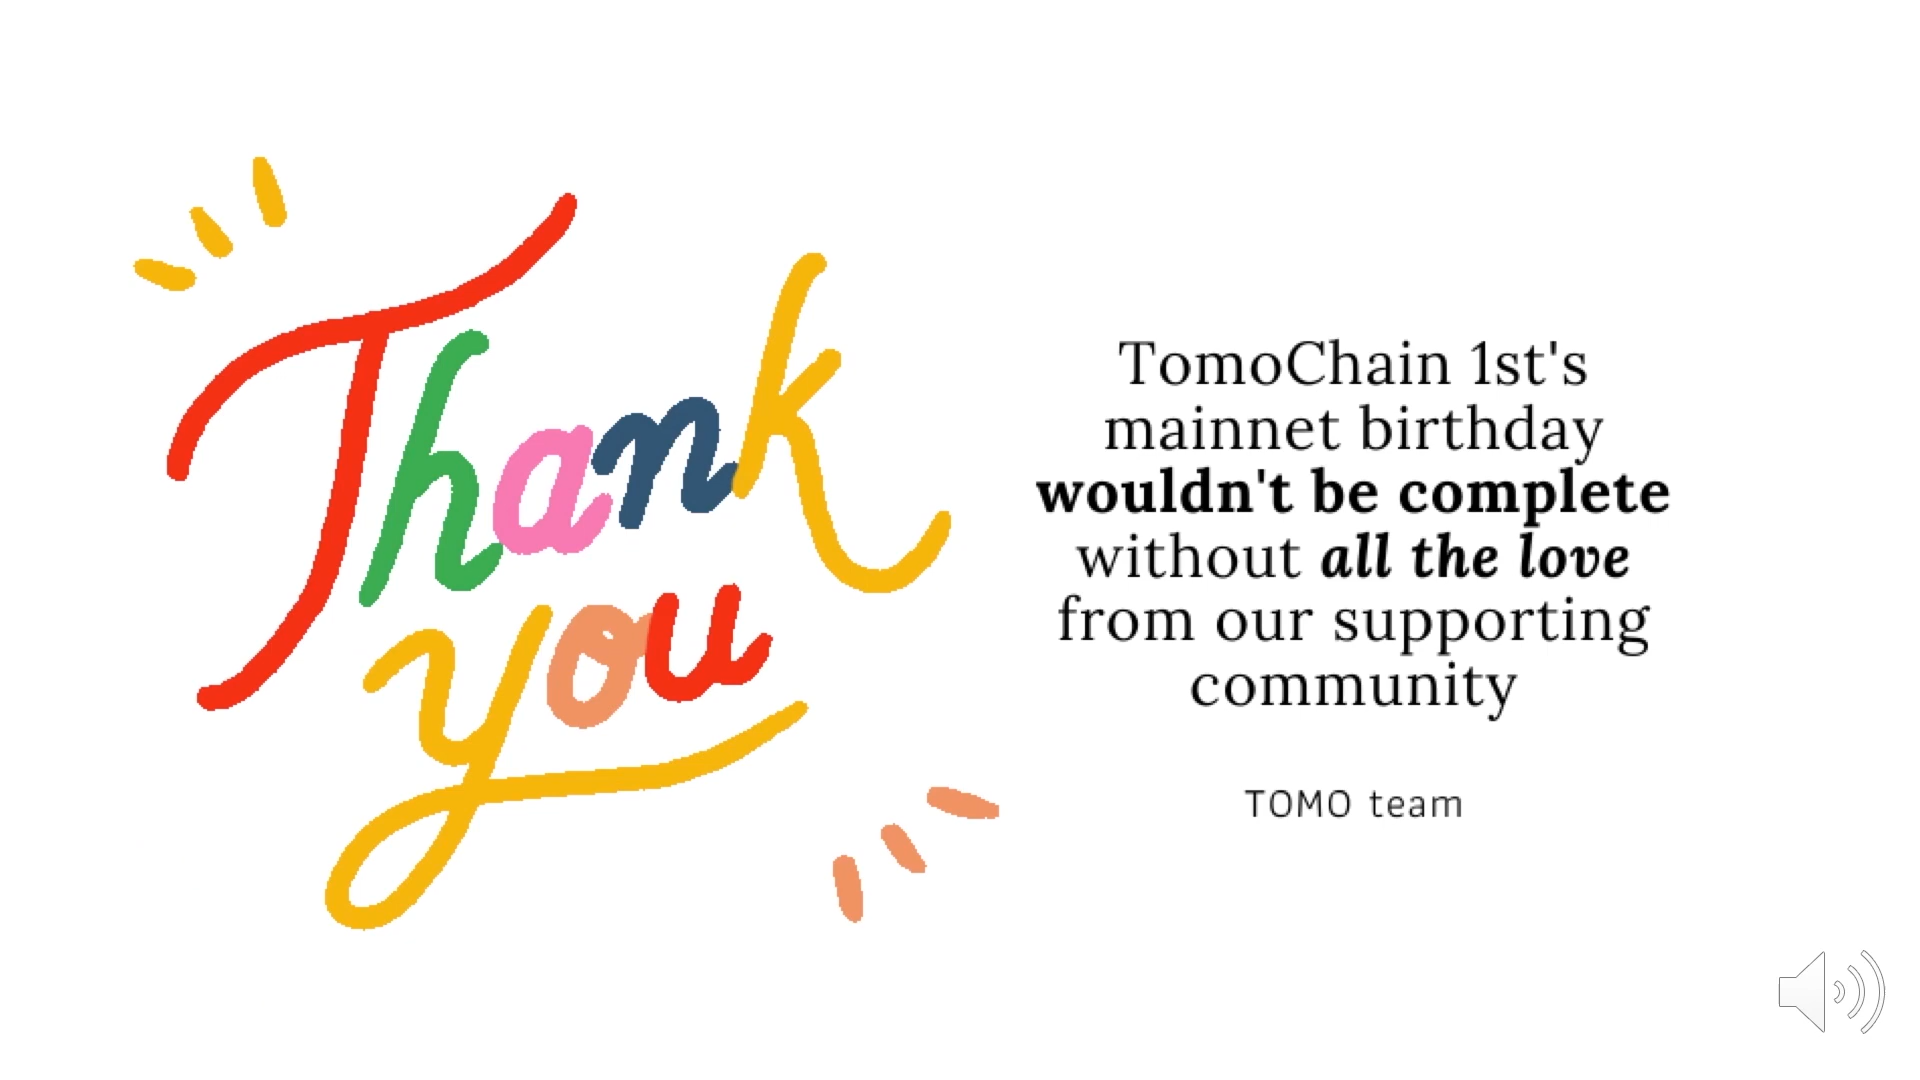 Thank
you
TomoChain 1st's
mainnet birthday
wouldn't be complete
without all the love
from our supporting
community
TOMO team